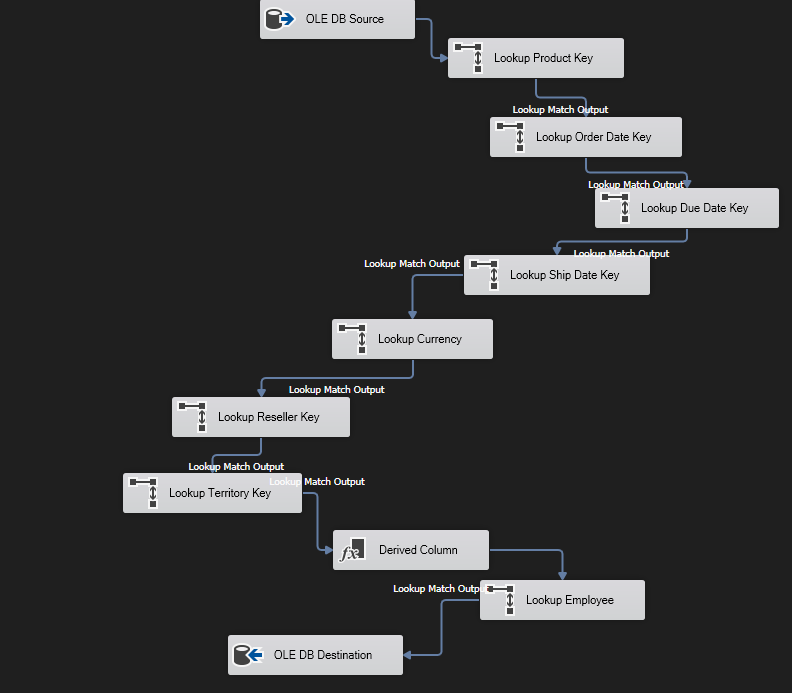 OLE DB Source
Lookup Product Key
Lookup Match Output
Lookup Order Date Key
Lookup Match Output
Lookup Due Date Key
Lookup Match Output
Lookup Match Output
Lookup Ship Date Key
Lookup Currency
Lookup Match Output
Lookup Reseller Key
Lookup Match Output
Lookup Match Output
Lookup Territory Key
fx Derived Column
Lookup Match Outp
Lookup Employee
OLE DB Destination